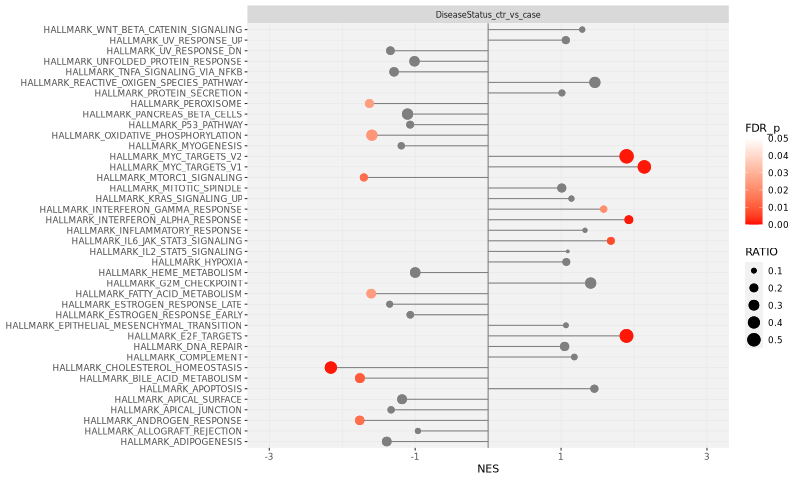 DiseaseStatus_ctr_vs_case
HALLMARK_WNT_BETA_CATENIN_SIGNALING
HALLMARK_UV_RESPONSE_UP
HALLMARK_UV_RESPONSE_DN
HALLMARK_UNFOLDED_PROTEIN_RESPONSE
HALLMARK_TNFA_SIGNALING_VIA_NFKB
HALLMARK_REACTIVE_OXIGEN_SPECIES_PATHWAY
HALLMARK_PROTEIN_SECRETION
HALLMARK_PEROXISOME
HALLMARK_PANCREAS_BETA_CELLS
HALLMARK_P53_PATHWAY
HALLMARK_OXIDATIVE_PHOSPHORYLATION
HALLMARK_MYOGENESIS
HALLMARK_MYC_TARGETS_V2
HALLMARK_MYC_TARGETS_V1
HALLMARK_MTORC1_SIGNALING
HALLMARK_MITOTIC_SPINDLE
HALLMARK_KRAS_SIGNALING_UP
HALLMARK_INTERFERON_GAMMA_RESPONSE
HALLMARK_INTERFERON_ALPHA_RESPONSE
HALLMARK_INFLAMMATORY_RESPONSE
HALLMARK_IL6_JAK_STAT3_SIGNALING
HALLMARK_IL2_STAT5_SIGNALING
HALLMARK_HYPOXIA
HALLMARK_HEME_METABOLISM
HALLMARK_G2M_CHECKPOINT
HALLMARK_FATTY_ACID_METABOLISM
HALLMARK_ESTROGEN_RESPONSE_LATE
HALLMARK_ESTROGEN_RESPONSE_EARLY
HALLMARK_EPITHELIAL_MESENCHYMAL_TRANSITION
HALLMARK_E2F_TARGETS
HALLMARK_DNA_REPAIR
HALLMARK_COMPLEMENT
HALLMARK_CHOLESTEROL_HOMEOSTASIS
HALLMARK_BILE_ACID_METABOLISM
HALLMARK_APOPTOSIS
HALLMARK_APICAL_SURFACE
HALLMARK_APICAL_JUNCTION
HALLMARK_ANDROGEN_RESPONSE
HALLMARK_ALLOGRAFT_REJECTION
HALLMARK_ADIPOGENESIS
-3 -1 1 3
NES
FDR_p
0.05
0.04
0.03
0.02
0.01
0.00
RATIO
0.1
0.2
0.3
0.4
0.5